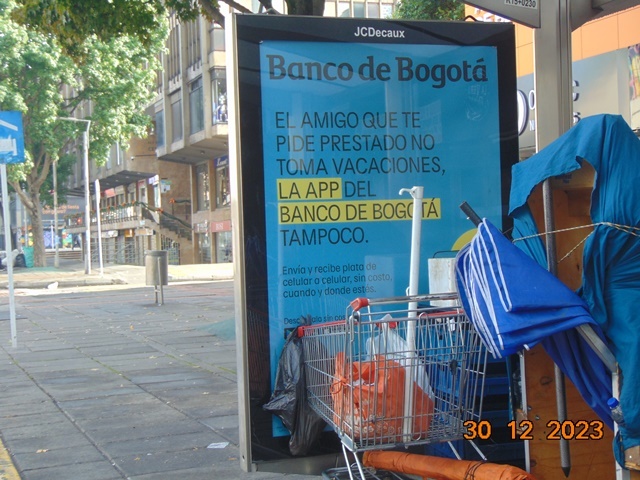 JCDecaux
Banco de Bogotá
EL AMIGO QUE TE
PIDE PRESTADO NO
TOMA VACACIONES,
LA APP DEL
BANCO DE BOGOTÁ
TAMPOCO.
Envía y recibe plata de
celular a celular, sin costo,
cuando y donde estés.
30 12 2023